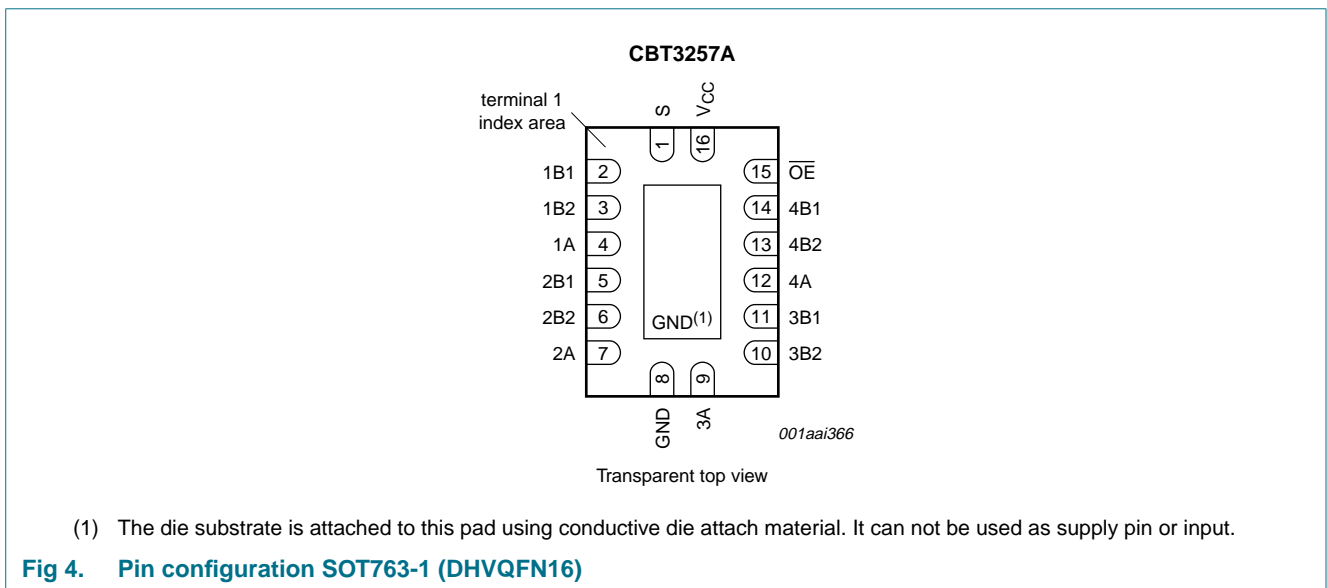 CBT3257A
terminal 1
index area
S
VCC
1
16
1B1 2
15 OE
1B2 3
14 4B1
1A 4
13 4B2
2B1 5
12 4A
2B2 6
GND(1)
11 3B1
2A 7
10 3B2
8
9
GND
3A
001aai366
Transparent top view
(1) The die substrate is attached to this pad using conductive die attach material. It can not be used as supply pin or input.
Fig 4. Pin configuration SOT763-1 (DHVQFN16)